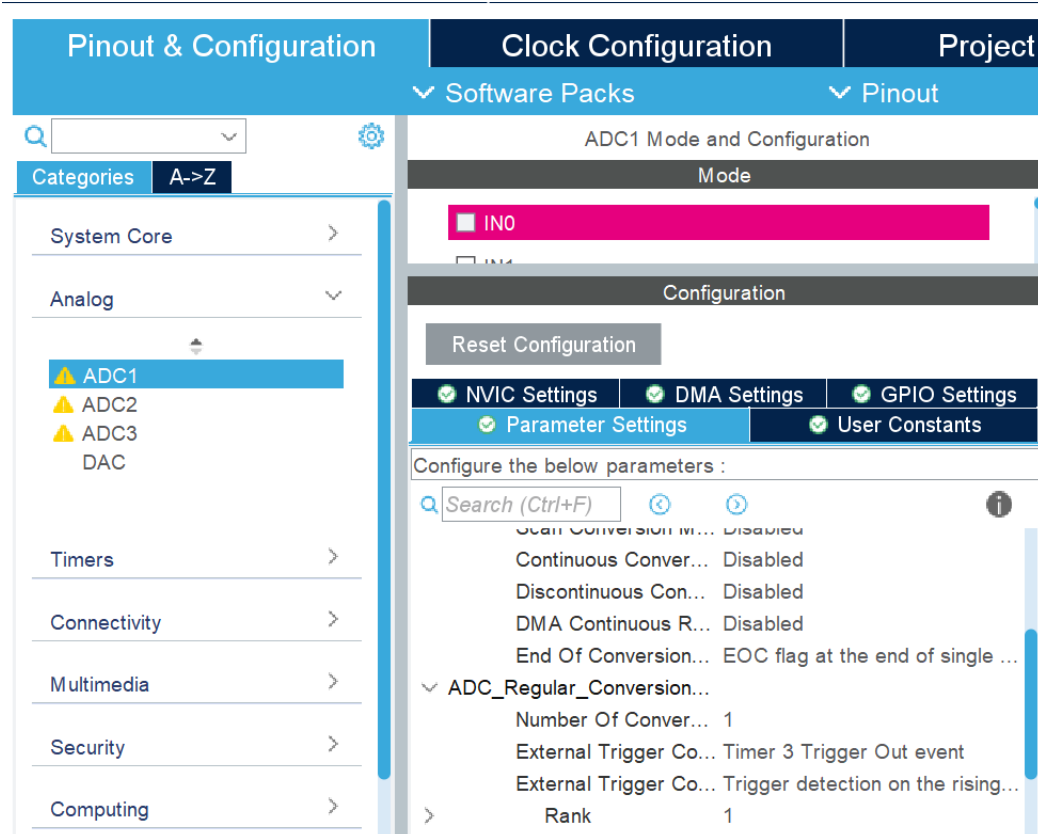 Pinout & Configuration
Clock Configuration
Project
Software Packs
Pinout
Categories
A->Z
System Core
Analog
ADC1
ADC2
ADC3
DAC
Timers
Connectivity
Multimedia
Security
Computing
ADC1 Mode and Configuration
Mode
IN0
IN1
Configuration
Reset Configuration
NVIC Settings
DMA Settings
GPIO Settings
Parameter Settings
User Constants
Configure the below parameters :
Search (Ctrl+F)
Scan Conversion M... Disabled
Continuous Conver... Disabled
Discontinuous Con... Disabled
DMA Continuous R... Disabled
End Of Conversion... EOC flag at the end of single ...
ADC_Regular_Conversion...
Number Of Conver... 1
External Trigger Co... Timer 3 Trigger Out event
External Trigger Co... Trigger detection on the rising...
Rank 1